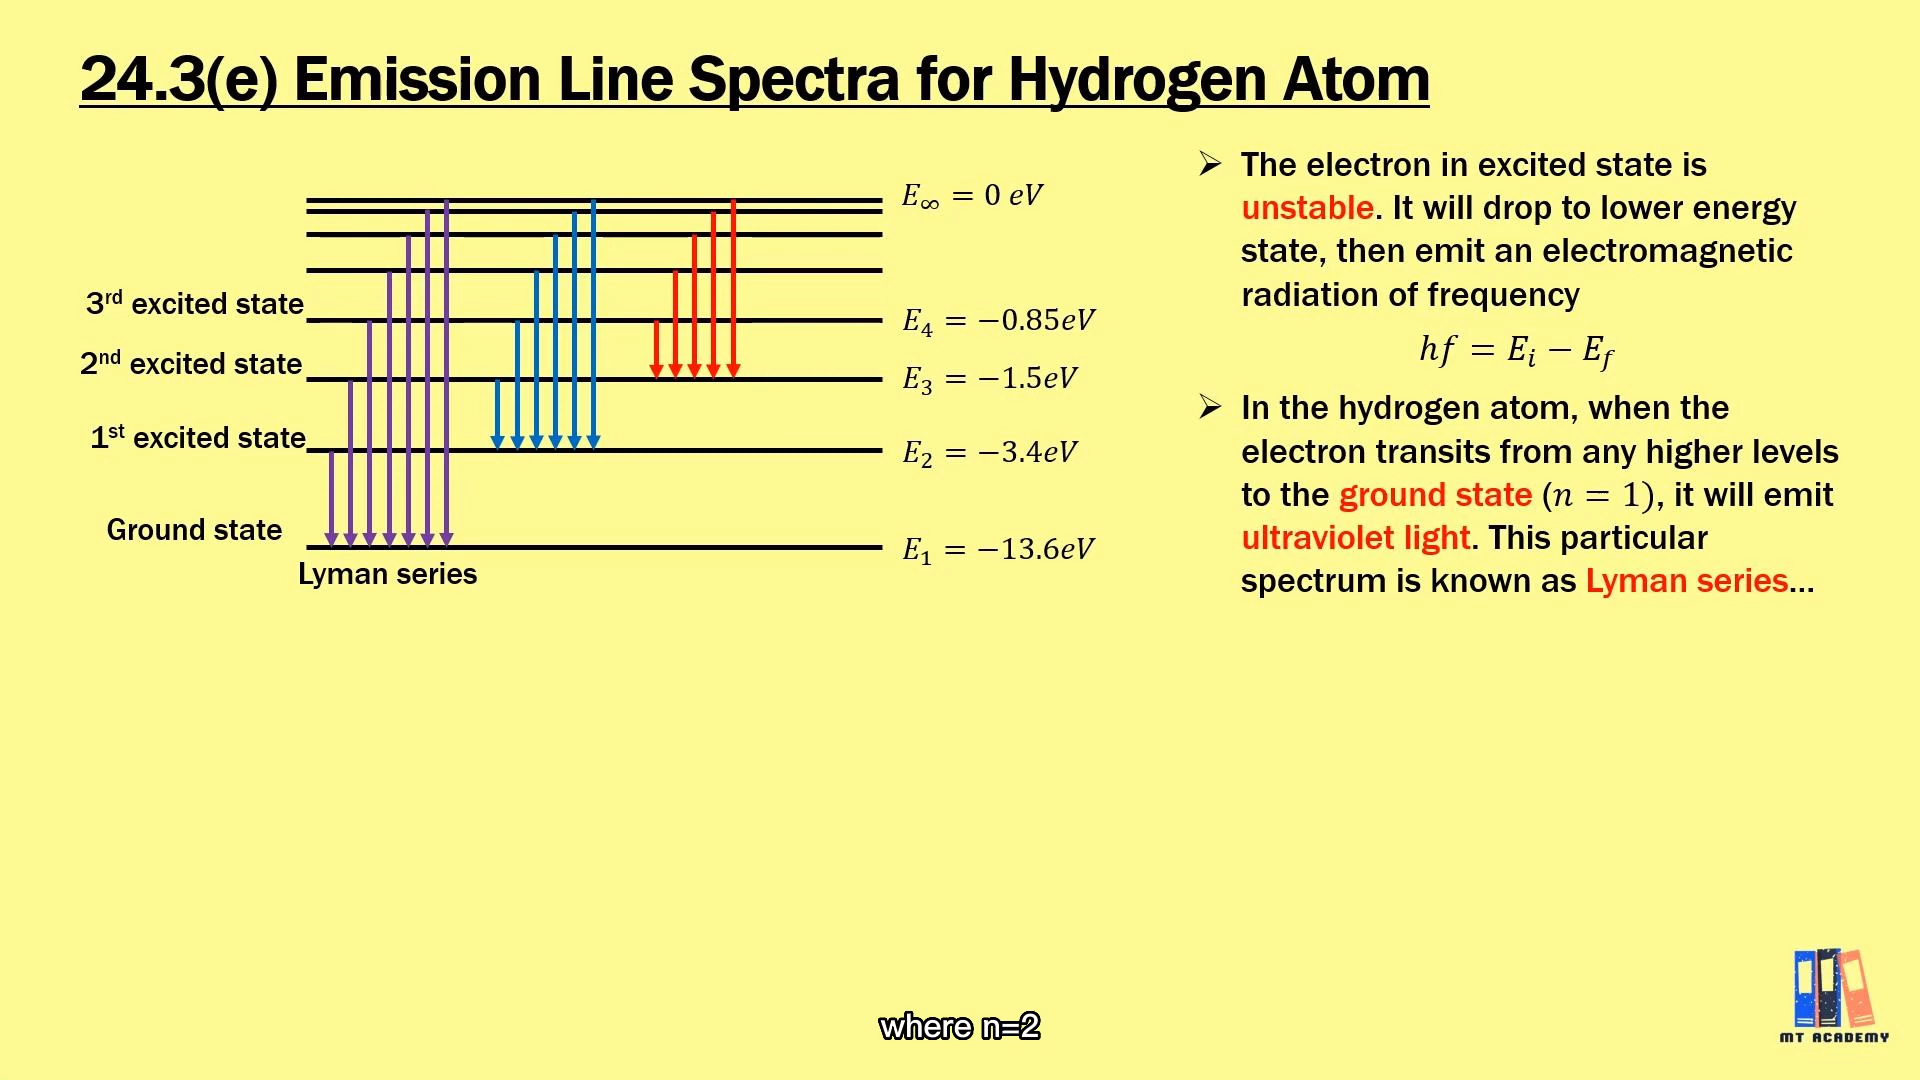 24.3(e) Emission Line Spectra for Hydrogen Atom
E∞ = 0 eV
3rd excited state
E4 = −0.85eV
2nd excited state
E3 = −1.5eV
1st excited state
E2 = −3.4eV
Ground state
E1 = −13.6eV
Lyman series
➢ The electron in excited state is
unstable. It will drop to lower energy
state, then emit an electromagnetic
radiation of frequency
hf = Ei − Ef
➢ In the hydrogen atom, when the
electron transits from any higher levels
to the ground state (n = 1), it will emit
ultraviolet light. This particular
spectrum is known as Lyman series...
where n=2
MT ACADEMY